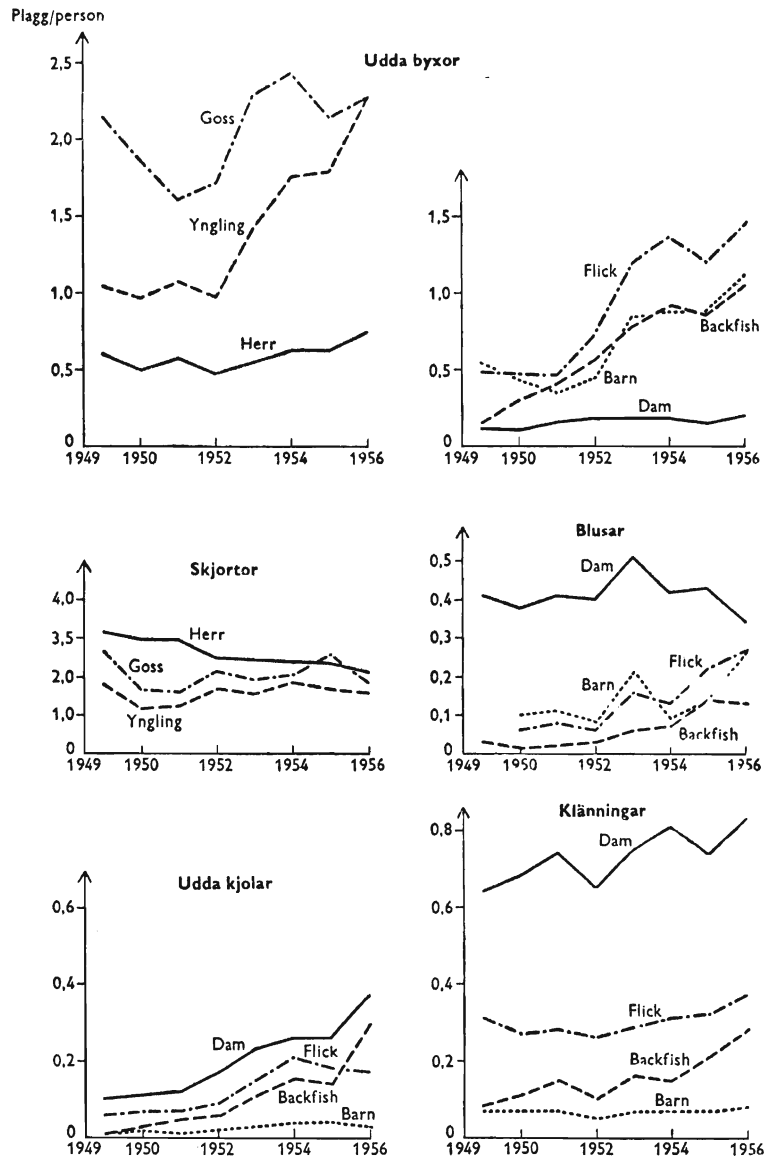 Plagg/person
Udda byxor
2,5
2,0
1,5
1,0
0,5
0
Goss
Yngling
Herr
1949 1950 1952 1954 1956
1,5
1,0
0,5
0
Flick
Backfish
Barn
Dam
1949 1950 1952 1954 1956
Skjortor
4,0
3,5
2,0
1,0
0
Herr
Goss
Yngling
1949 1950 1952 1954 1956
Blusar
0,5
0,4
0,3
0,2
0,1
0
Dam
Flick
Barn
Backfish
1949 1950 1952 1954 1956
Udda kjolar
0,6
0,4
0,2
0
Dam
Flick
Backfish
Barn
1949 1950 1952 1954 1956
Klänningar
0,8
0,6
0,4
0,2
0
Dam
Flick
Backfish
Barn
1949 1950 1952 1954 1956